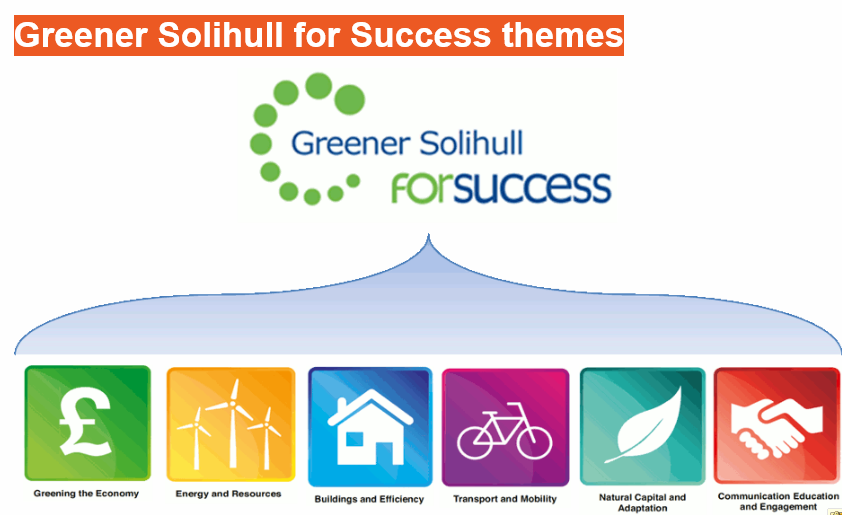 Greener Solihull for Success themes
Greener Solihull
forsuccess
£
Greening the Economy
Energy and Resources
Buildings and Efficiency
Transport and Mobility
Natural Capital and
Adaptation
Communication Education
and Engagement